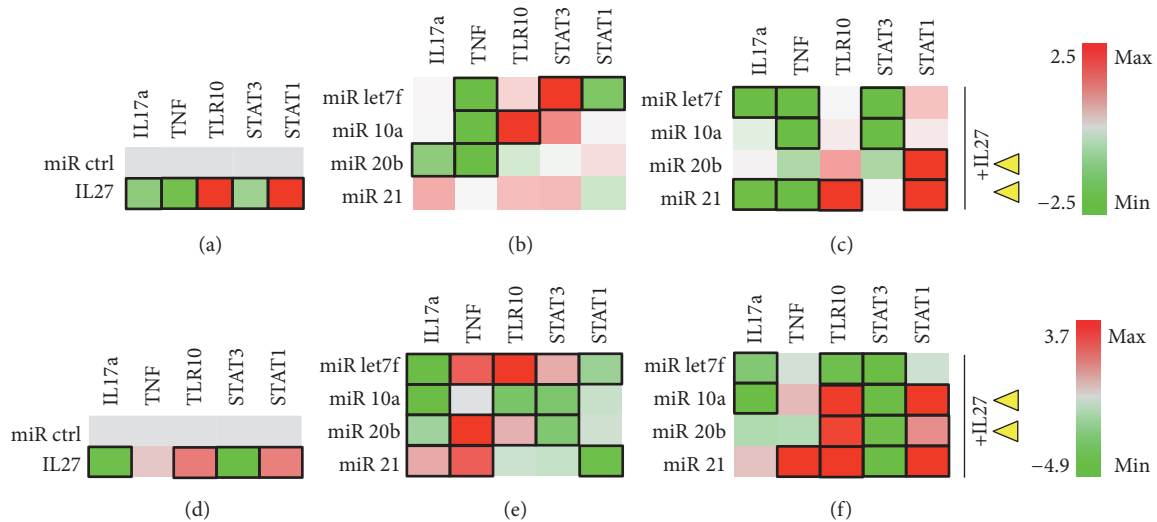 IL17a TNF TLR10 STAT3 STAT1
miR ctrl
IL27
(a)
IL17a TNF TLR10 STAT3 STAT1
miR let7f
miR 10a
miR 20b
miR 21
(b)
IL17a TNF TLR10 STAT3 STAT1
miR let7f
miR 10a
miR 20b
miR 21
+IL27
(c)
2.5 Max
−2.5 Min
IL17a TNF TLR10 STAT3 STAT1
miR ctrl
IL27
(d)
IL17a TNF TLR10 STAT3 STAT1
miR let7f
miR 10a
miR 20b
miR 21
(e)
IL17a TNF TLR10 STAT3 STAT1
miR let7f
miR 10a
miR 20b
miR 21
+IL27
(f)
3.7 Max
−4.9 Min